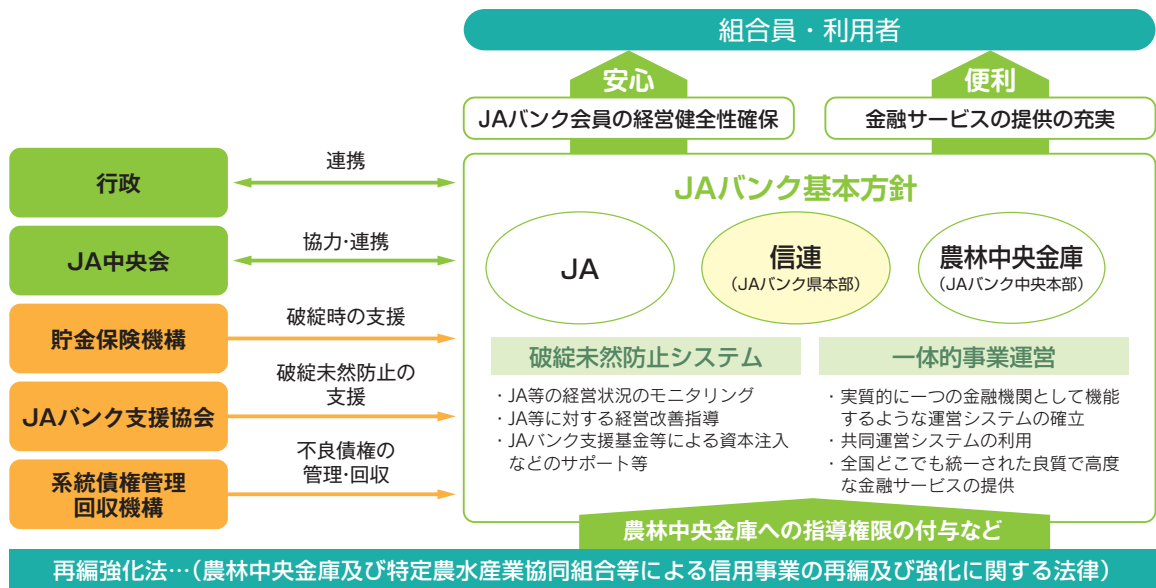 組合員・利用者
安心
便利
JAバンク会員の経営健全性確保
金融サービスの提供の充実
行政
連携
JA中央会
協力・連携
貯金保険機構
破綻時の支援
JAバンク支援協会
破綻未然防止の
支援
系統債権管理
回収機構
不良債権の
管理・回収
JAバンク基本方針
JA
信連
（JAバンク県本部）
農林中央金庫
（JAバンク中央本部）
破綻未然防止システム
・JA等の経営状況のモニタリング
・JA等に対する経営改善指導
・JAバンク支援基金等による資本注入
などのサポート等
一体的事業運営
・実質的に一つの金融機関として機能
するような運営システムの確立
・共同運営システムの利用
・全国どこでも統一された良質で高度
な金融サービスの提供
農林中央金庫への指導権限の付与など
再編強化法…（農林中央金庫及び特定農水産業協同組合等による信用事業の再編及び強化に関する法律）